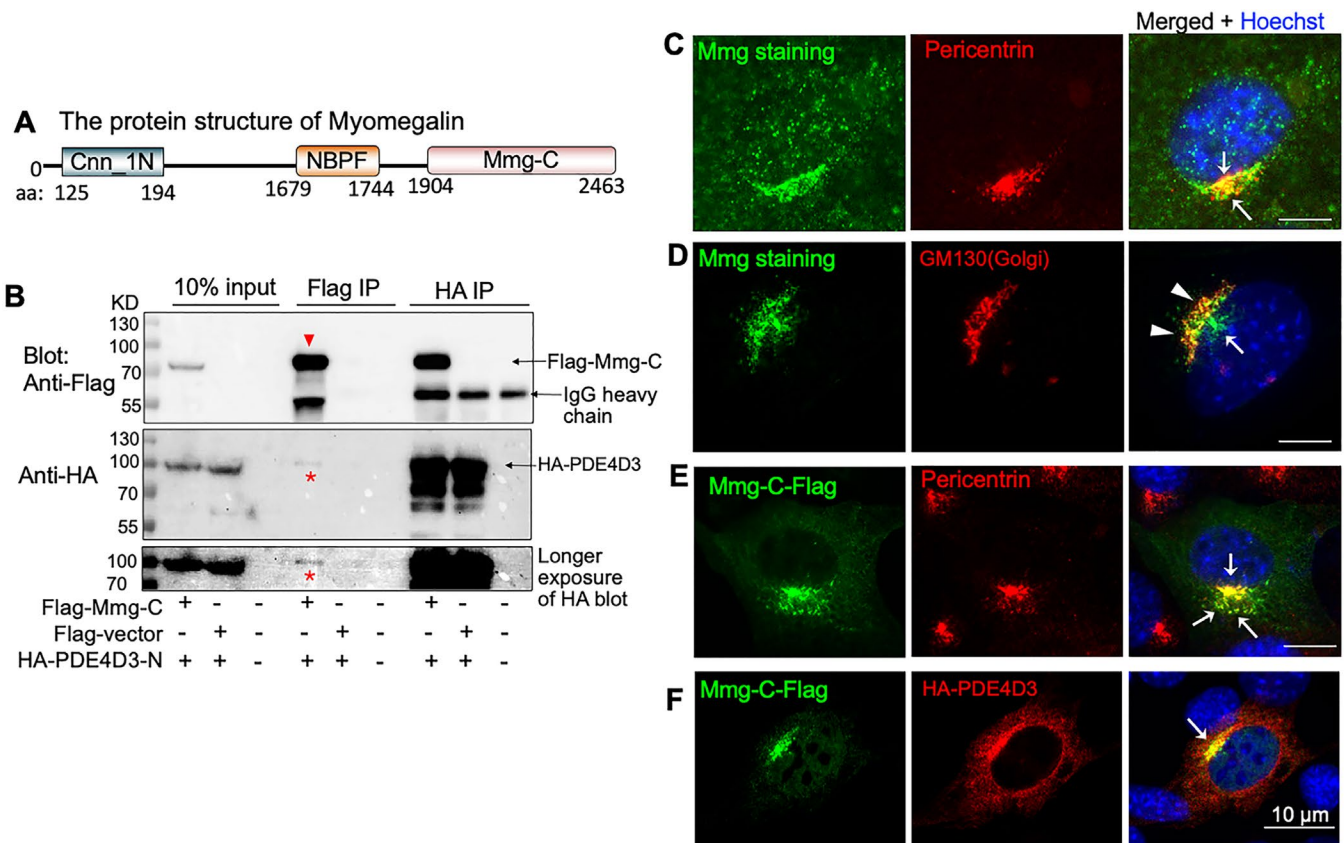 A The protein structure of Myomegalin
0 Cnn_1N NBPF Mmg-C
aa: 125 194 1679 1744 1904 2463
B
10% input Flag IP HA IP
KD
130
100
70
55
Blot:
Anti-Flag
Flag-Mmg-C
IgG heavy
chain
130
100
70
55
Anti-HA
HA-PDE4D3
*
100
70
*
Longer
exposure
of HA blot
Flag-Mmg-C + - - + - - + - -
Flag-vector - + - - + - - + -
HA-PDE4D3-N + + - + + - + + -
Merged + Hoechst
C Mmg staining Pericentrin
D Mmg staining GM130(Golgi)
E Mmg-C-Flag Pericentrin
F Mmg-C-Flag HA-PDE4D3
10 µm